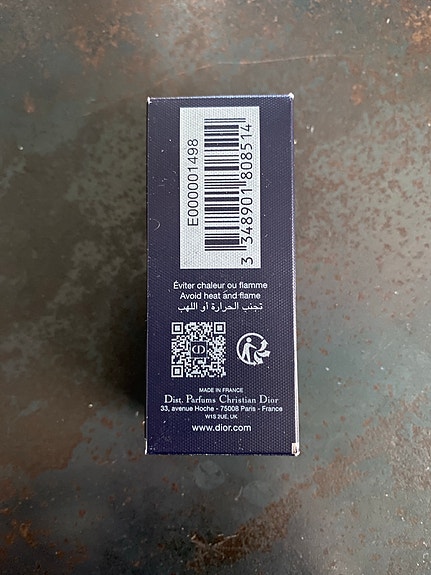 E000001498
3 348901 808514
Éviter chaleur ou flamme
Avoid heat and flame
تجنب الحرارة أو اللهب
CD
MADE IN FRANCE
Dist. Parfums Christian Dior
33, avenue Hoche - 75008 Paris - France
W1S 2UE, UK
www.dior.com